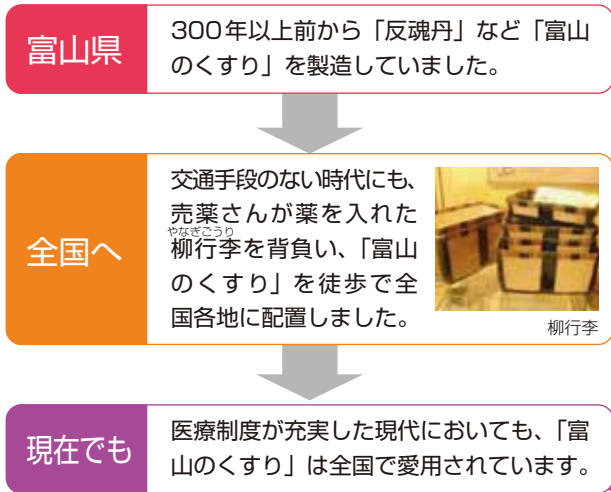 富山県
300年以上前から「反魂丹」など「富山
のくすり」を製造していました。
全国へ
交通手段のない時代にも、
売薬さんが薬を入れた
やなぎごうり
柳行李を背負い、「富山
のくすり」を徒歩で全
国各地に配置しました。
柳行李
現在でも
医療制度が充実した現代においても、「富
山のくすり」は全国で愛用されています。